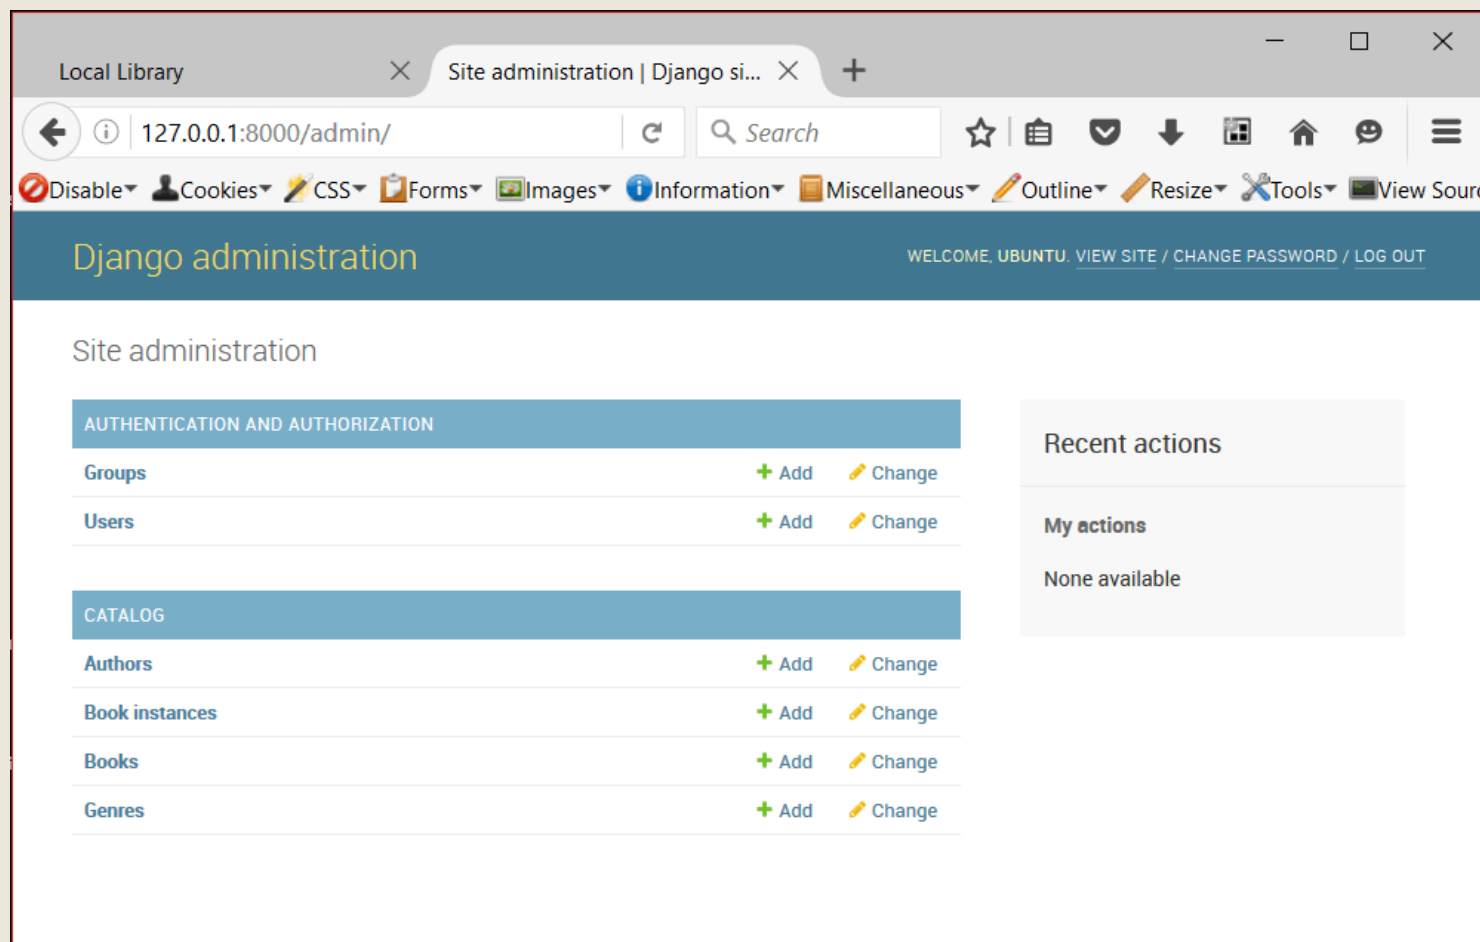 Local Library
Site administration | Django si...
127.0.0.1:8000/admin/
Search
Disable Cookies CSS Forms Images Information Miscellaneous Outline Resize Tools View Sourc
Django administration
WELCOME, UBUNTU. VIEW SITE / CHANGE PASSWORD / LOG OUT
Site administration
AUTHENTICATION AND AUTHORIZATION
Groups Add Change
Users Add Change
CATALOG
Authors Add Change
Book instances Add Change
Books Add Change
Genres Add Change
Recent actions
My actions
None available